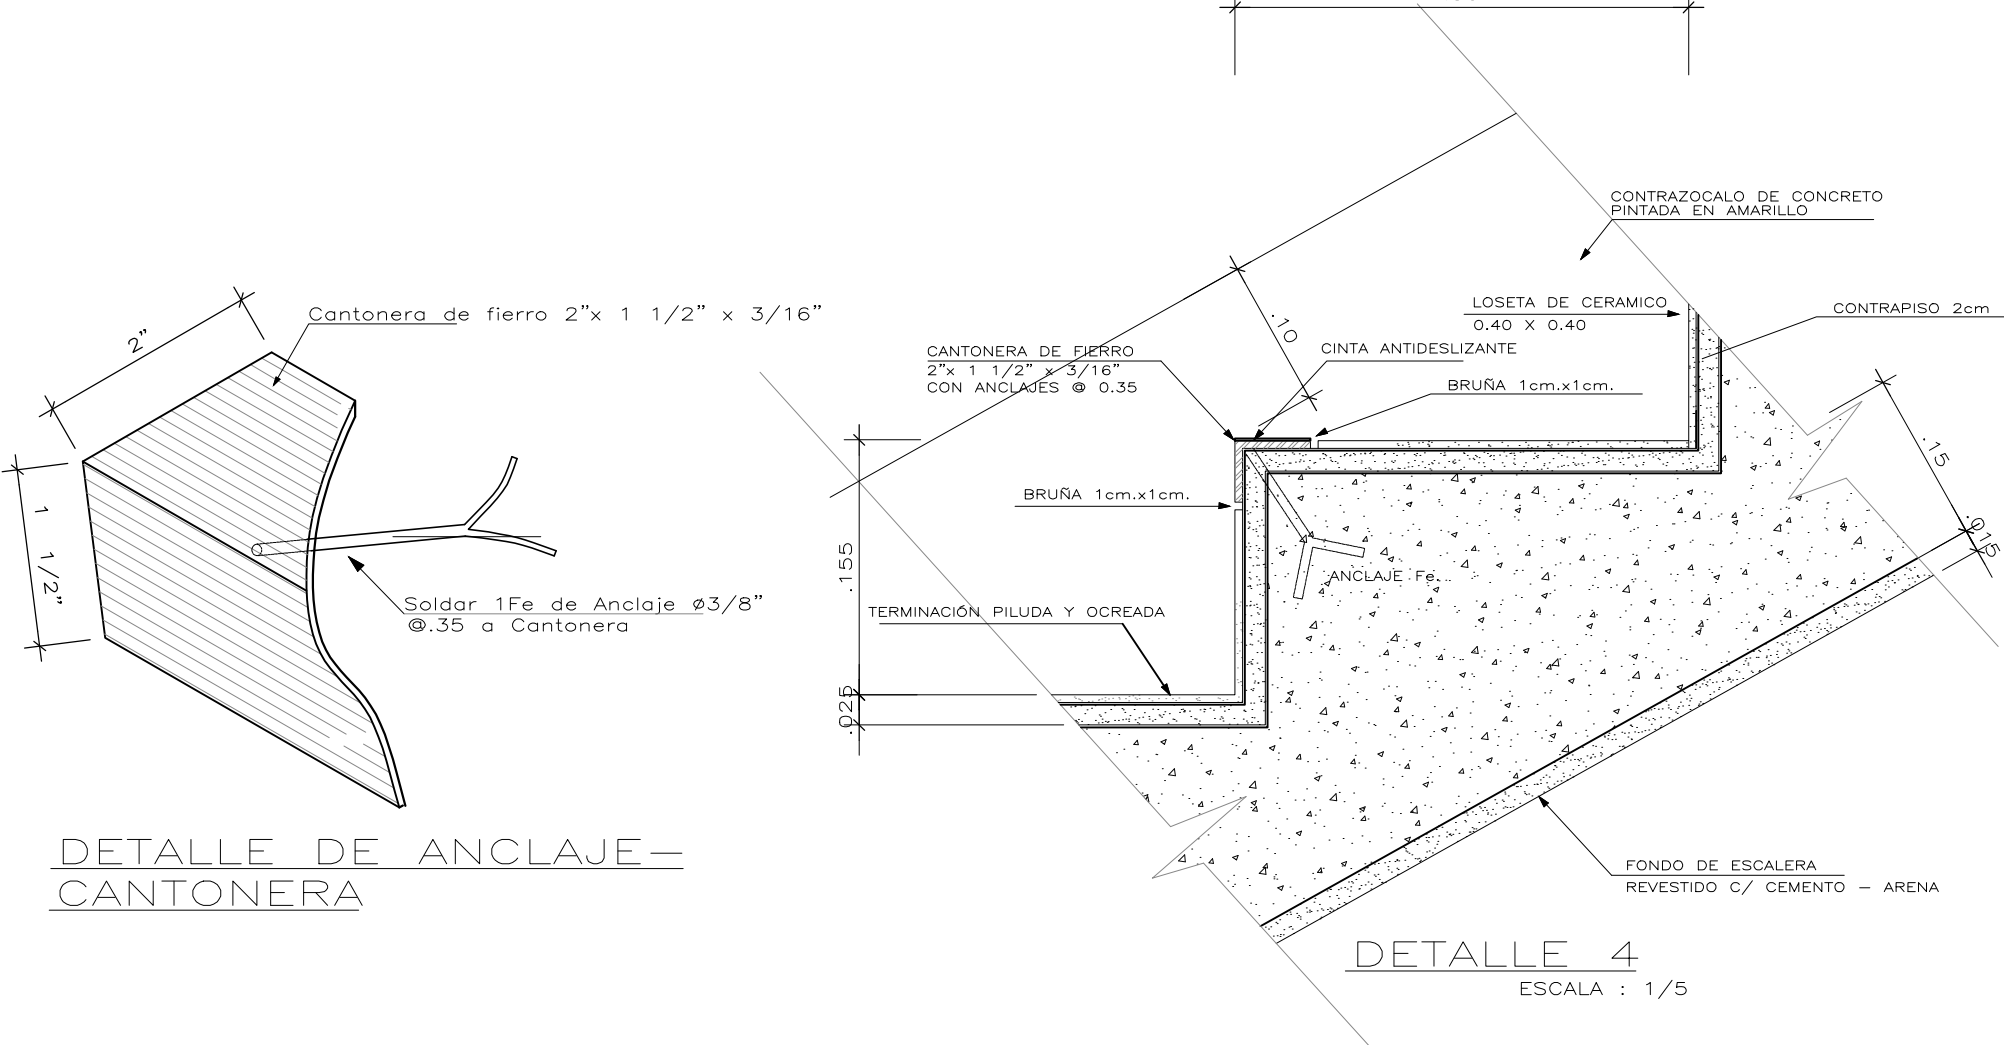 2”
Cantonera de fierro 2”x 1 1/2” x 3/16”
1 1/2”
Soldar 1Fe de Anclaje ø3/8”
@.35 a Cantonera
DETALLE DE ANCLAJE—
CANTONERA
CONTRAZOCALO DE CONCRETO
PINTADA EN AMARILLO
LOSETA DE CERAMICO
0.40 X 0.40
CONTRAPISO 2cm
.10
CANTONERA DE FIERRO
2”x 1 1/2” x 3/16”
CON ANCLAJES @ 0.35
CINTA ANTIDESLIZANTE
BRUÑA 1cm.x1cm.
BRUÑA 1cm.x1cm.
.15
.015
.155
ANCLAJE Fe.
TERMINACIÓN PILUDA Y OCREADA
.025
FONDO DE ESCALERA
REVESTIDO C/ CEMENTO – ARENA
DETALLE 4
ESCALA : 1/5